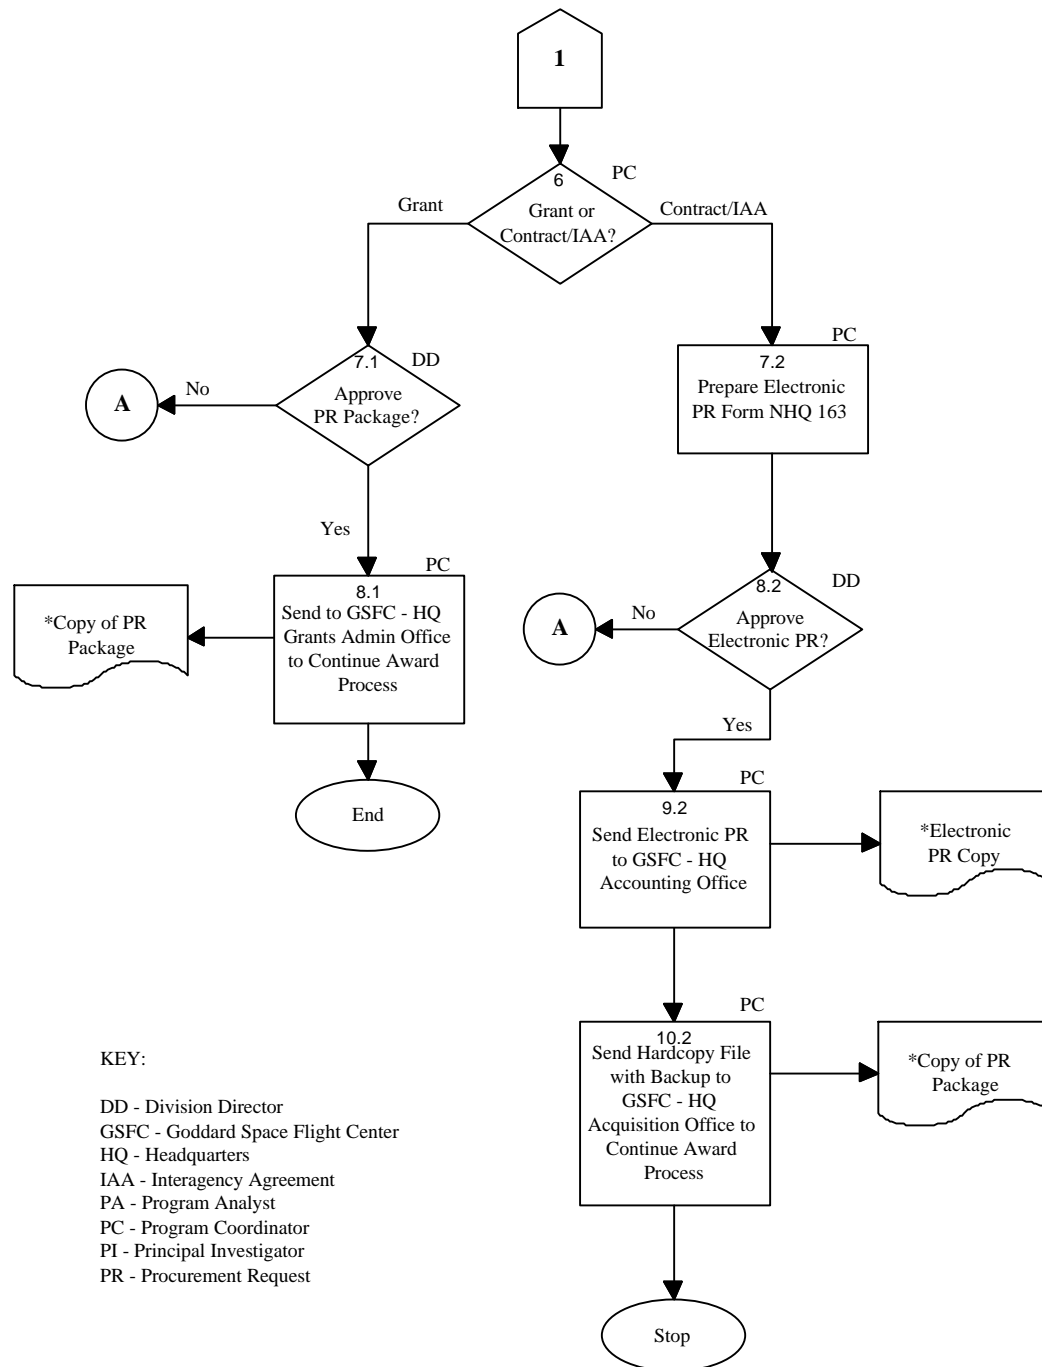 1
6
PC
Grant or
Contract/IAA?
Grant
Contract/IAA
7.1
DD
Approve
PR Package?
No
A
Yes
PC
8.1
Send to GSFC - HQ
Grants Admin Office
to Continue Award
Process
*Copy of PR
Package
End
PC
7.2
Prepare Electronic
PR Form NHQ 163
8.2
DD
Approve
Electronic PR?
No
A
Yes
PC
9.2
Send Electronic PR
to GSFC - HQ
Accounting Office
*Electronic
PR Copy
PC
10.2
Send Hardcopy File
with Backup to
GSFC - HQ
Acquisition Office to
Continue Award
Process
*Copy of PR
Package
Stop
KEY:
DD - Division Director
GSFC - Goddard Space Flight Center
HQ - Headquarters
IAA - Interagency Agreement
PA - Program Analyst
PC - Program Coordinator
PI - Principal Investigator
PR - Procurement Request